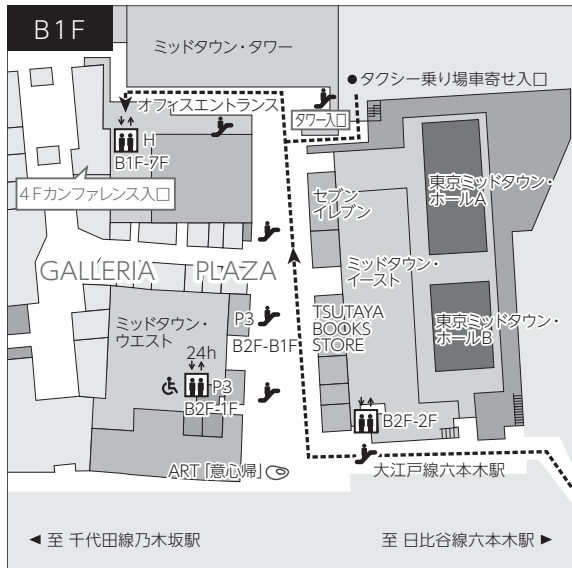 B1F
ミッドタウン・タワー
●タクシー乗り場車寄せ入口
オフィスエントランス
タワー入口
H
B1F-7F
4Fカンファレンス入口
セブン
イレブン
東京ミッドタウン・
ホールA
GALLERIA PLAZA
ミッドタウン・
イースト
ミッドタウン・
ウエスト
P3
B2F-B1F
TSUTAYA
BOOKS
STORE
東京ミッドタウン・
ホールB
24h
P3
B2F-1F
B2F-2F
ART「意心帰」
大江戸線六本木駅
◀ 至 千代田線乃木坂駅
至 日比谷線六本木駅 ▶